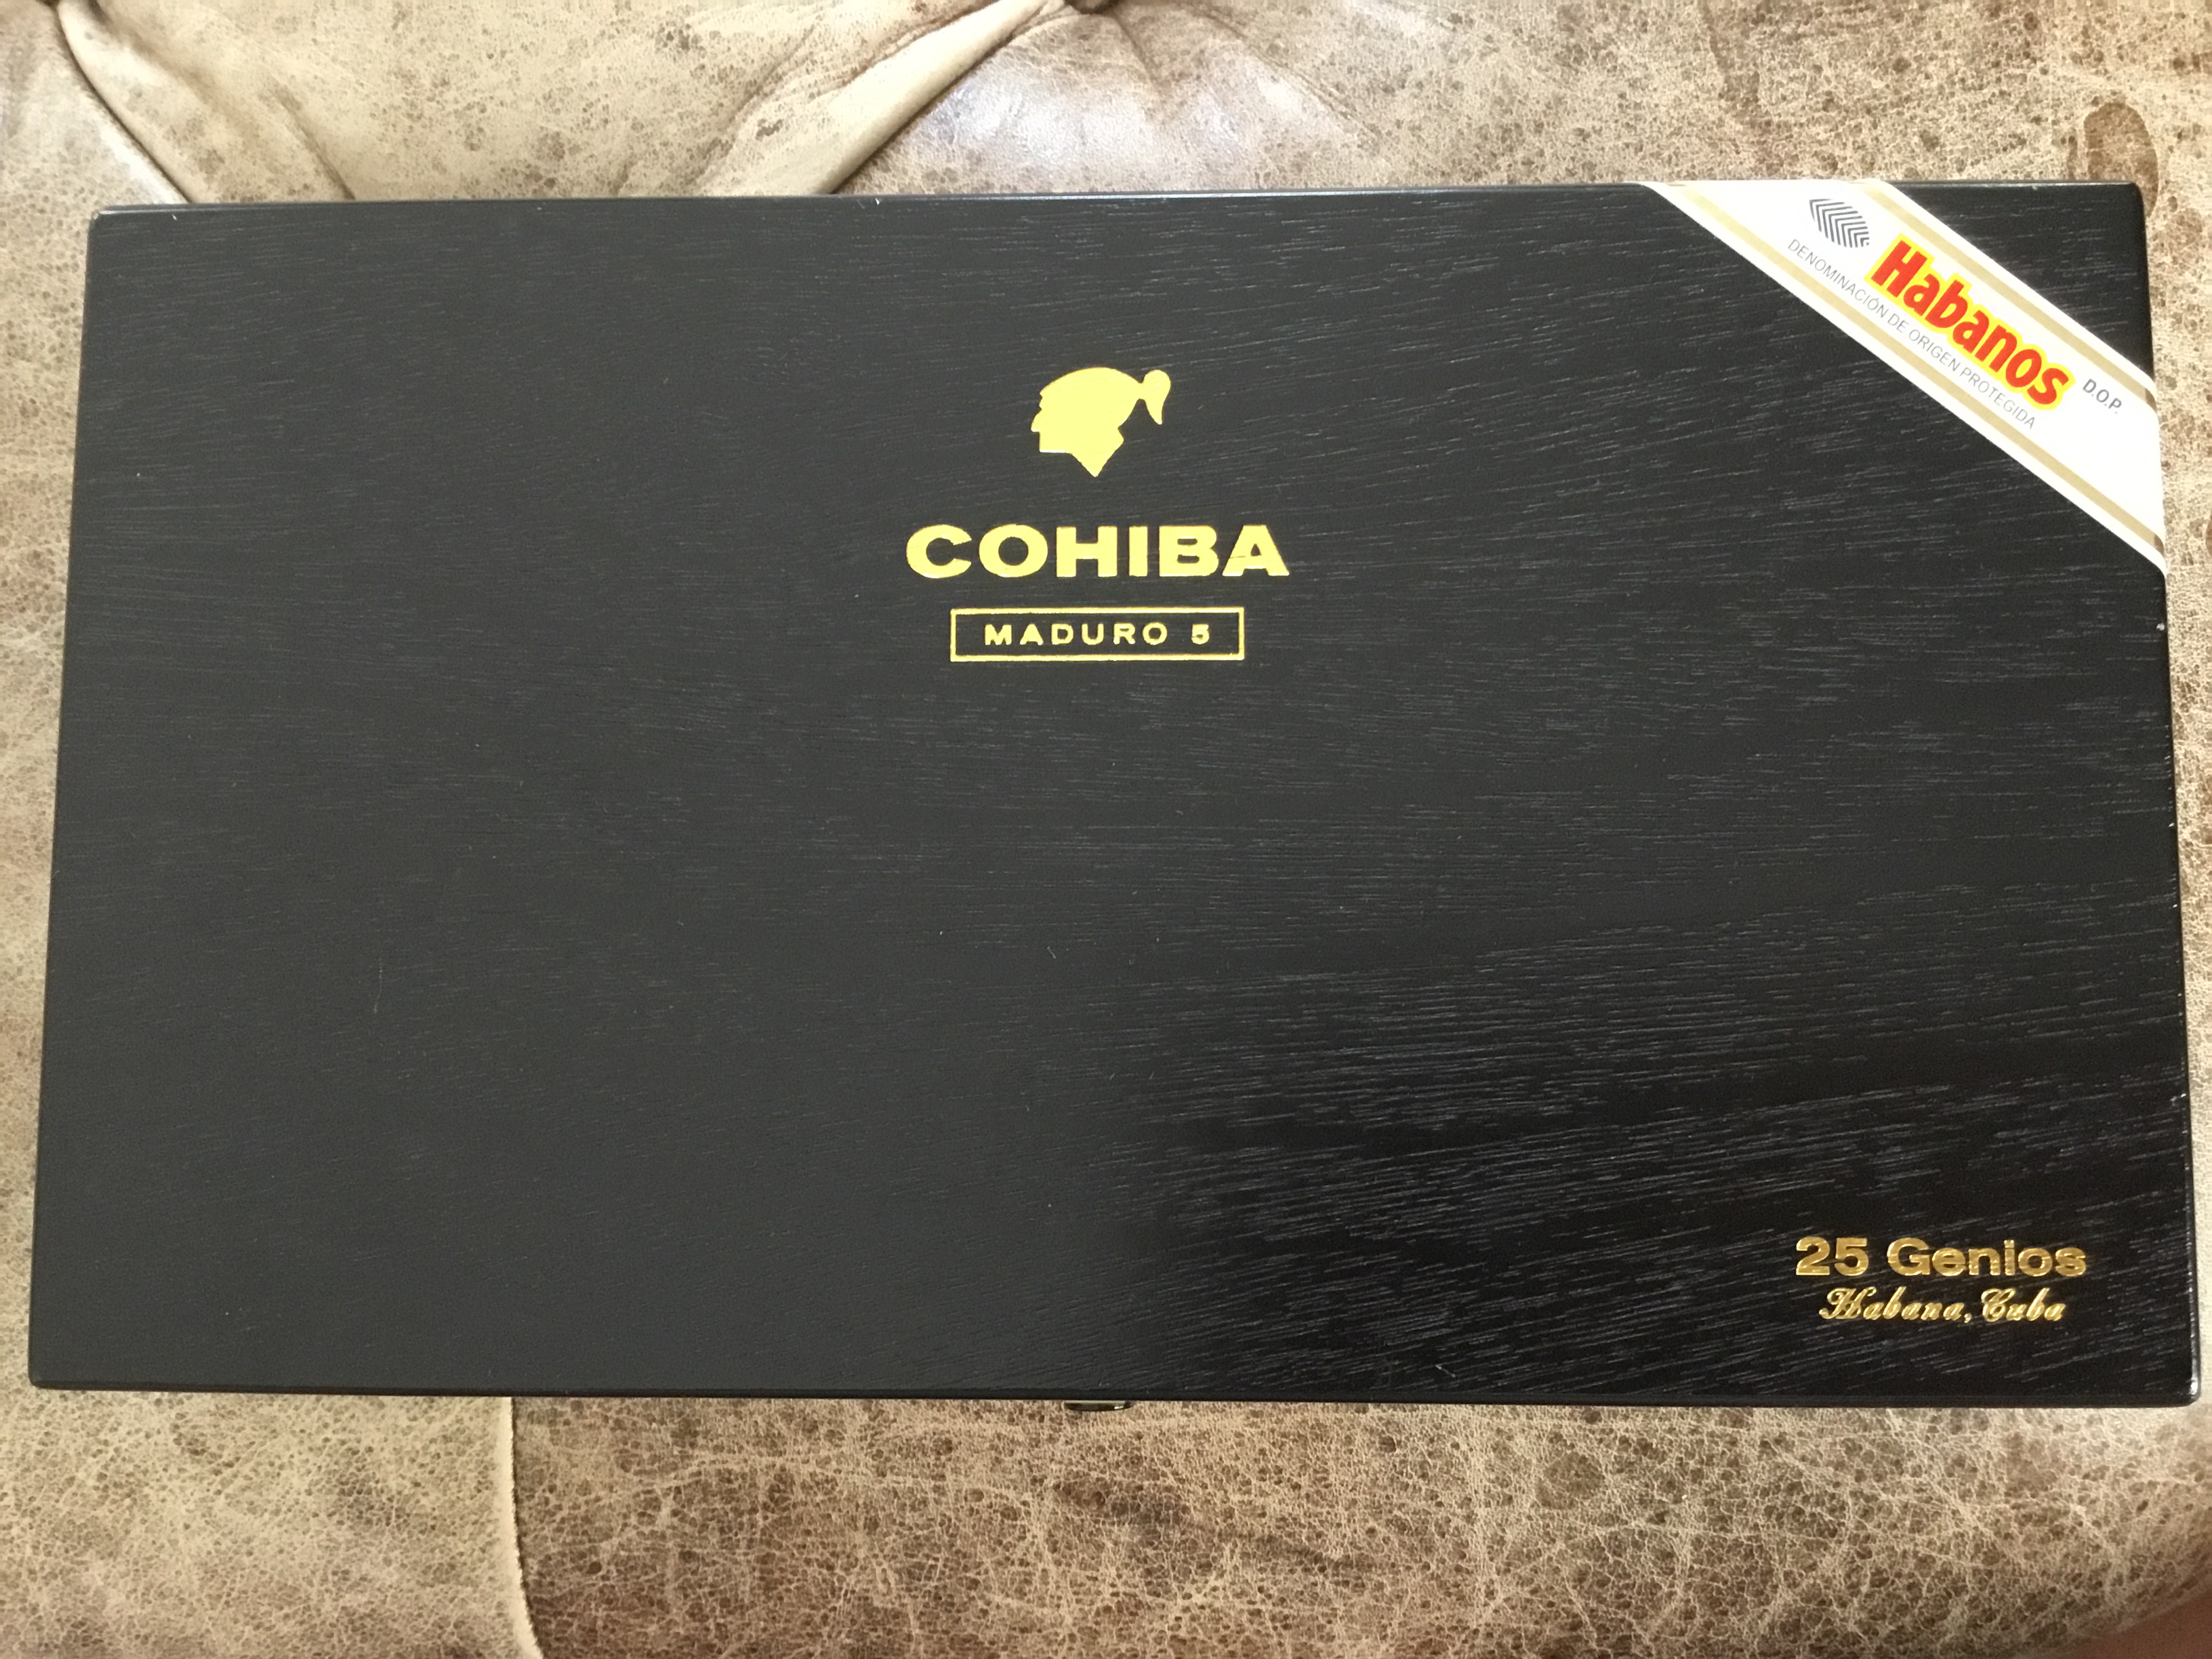 Habanos D.O.P.
DENOMINACIÓN DE ORIGEN PROTEGIDA
COHIBA
MADURO 5
25 Genios
Habana, Cuba